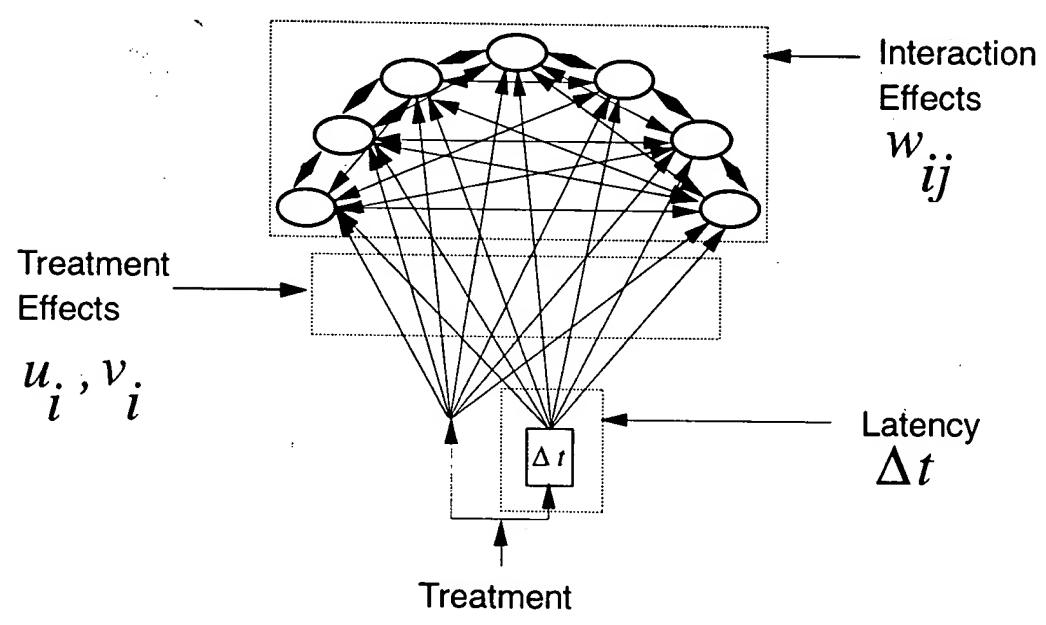 Interaction
Effects
w_ij
Treatment
Effects
u_i, v_i
Δt
Latency
Δt
Treatment